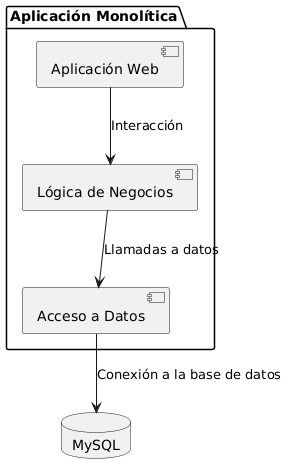 Aplicación Monolítica
Aplicación Web
Interacción
Lógica de Negocios
Llamadas a datos
Acceso a Datos
Conexión a la base de datos
MySQL